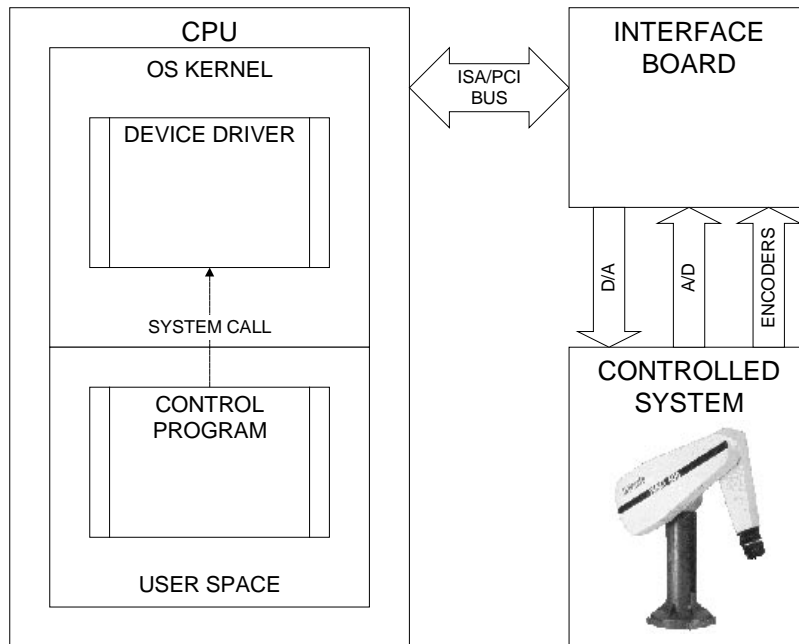 CPU
OS KERNEL
DEVICE DRIVER
SYSTEM CALL
CONTROL
PROGRAM
USER SPACE
ISA/PCI
BUS
INTERFACE
BOARD
D/A
A/D
ENCODERS
CONTROLLED
SYSTEM